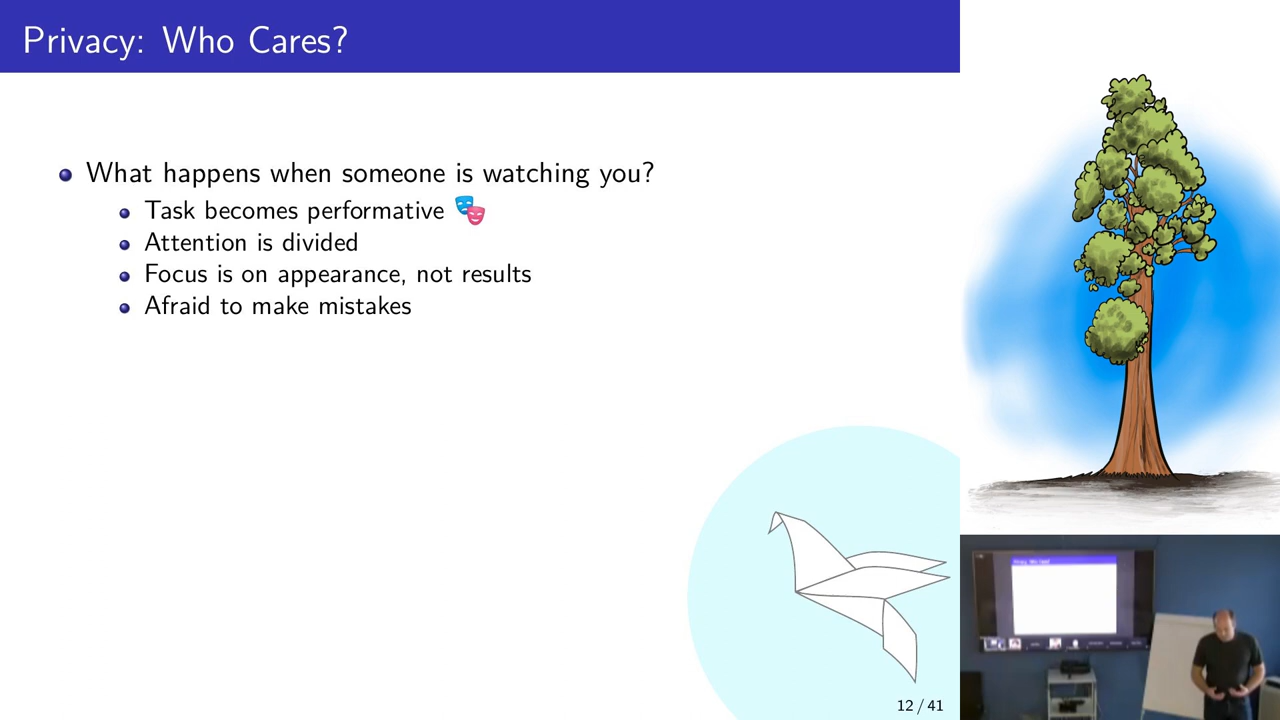 Privacy: Who Cares?
What happens when someone is watching you?
Task becomes performative
Attention is divided
Focus is on appearance, not results
Afraid to make mistakes
12 / 41